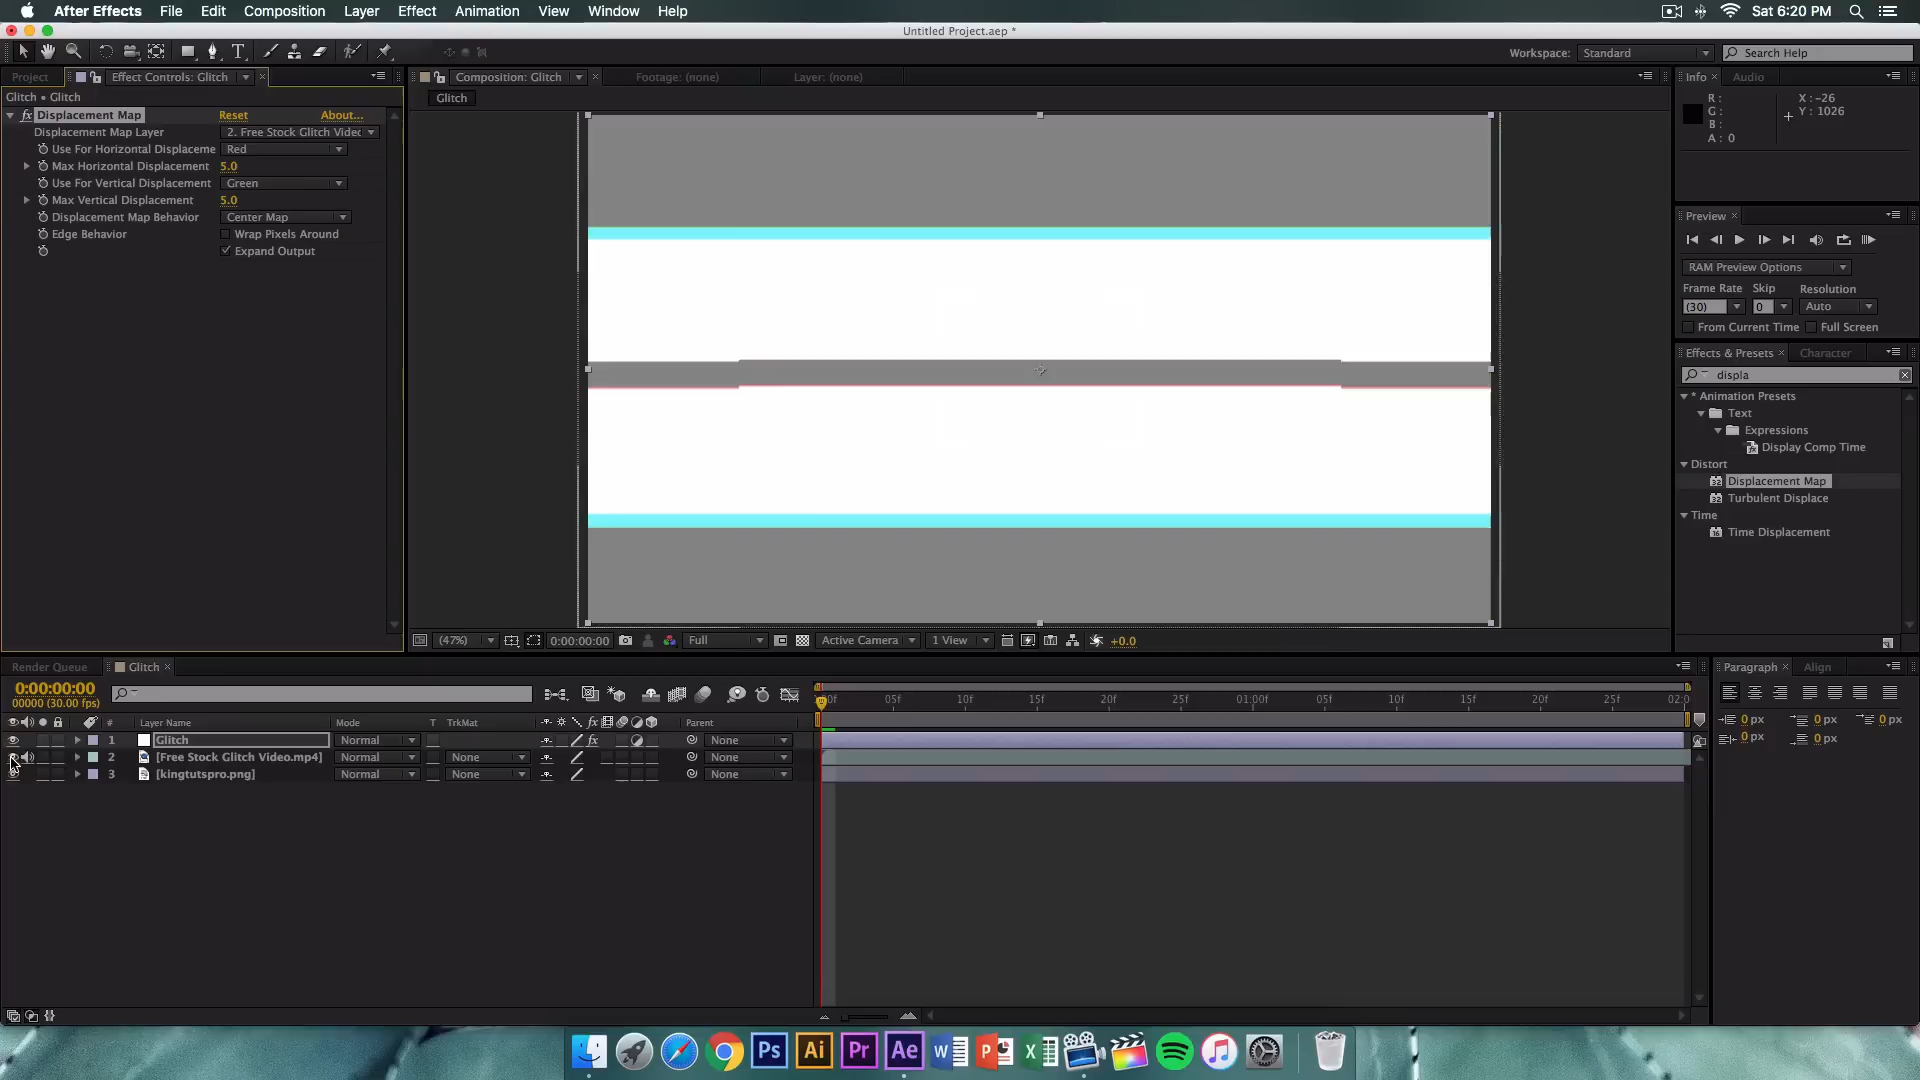 After Effects File Edit Composition Layer Effect Animation View Window Help Sat 6:20 PM
Untitled Project.aep *
Workspace: Standard Search Help
Project Effect Controls: Glitch Composition: Glitch Footage: (none) Layer: (none) Info Audio
Glitch • Glitch
Glitch
R: G: B: A: 0 X: -26 Y: 1026
fx Displacement Map Reset About...
Displacement Map Layer 2. Free Stock Glitch Videc
Use For Horizontal Displaceme Red
Max Horizontal Displacement 5.0
Use For Vertical Displacement Green
Max Vertical Displacement 5.0
Displacement Map Behavior Center Map
Edge Behavior Wrap Pixels Around
Expand Output
Preview
RAM Preview Options
Frame Rate Skip Resolution
(30) 0 Auto
From Current Time Full Screen
Effects & Presets Character
displa
* Animation Presets
Text
Expressions
Display Comp Time
Distort
Displacement Map
Turbulent Displace
Time
Time Displacement
(47%) 0:00:00:00 Full Active Camera 1 View +0.0
Render Queue Glitch
0:00:00:00
00000 (30.00 fps)
05f 10f 15f 20f 25f 01:00f 05f 10f 15f 20f 25f 02:0
# Layer Name Mode T TrkMat Parent
1 Glitch Normal fx None
2 [Free Stock Glitch Video.mp4] Normal None None
3 [kingtutspro.png] Normal None None
Paragraph Align
0 px 0 px 0 px
0 px 0 px
Ps Ai Pr Ae W P X